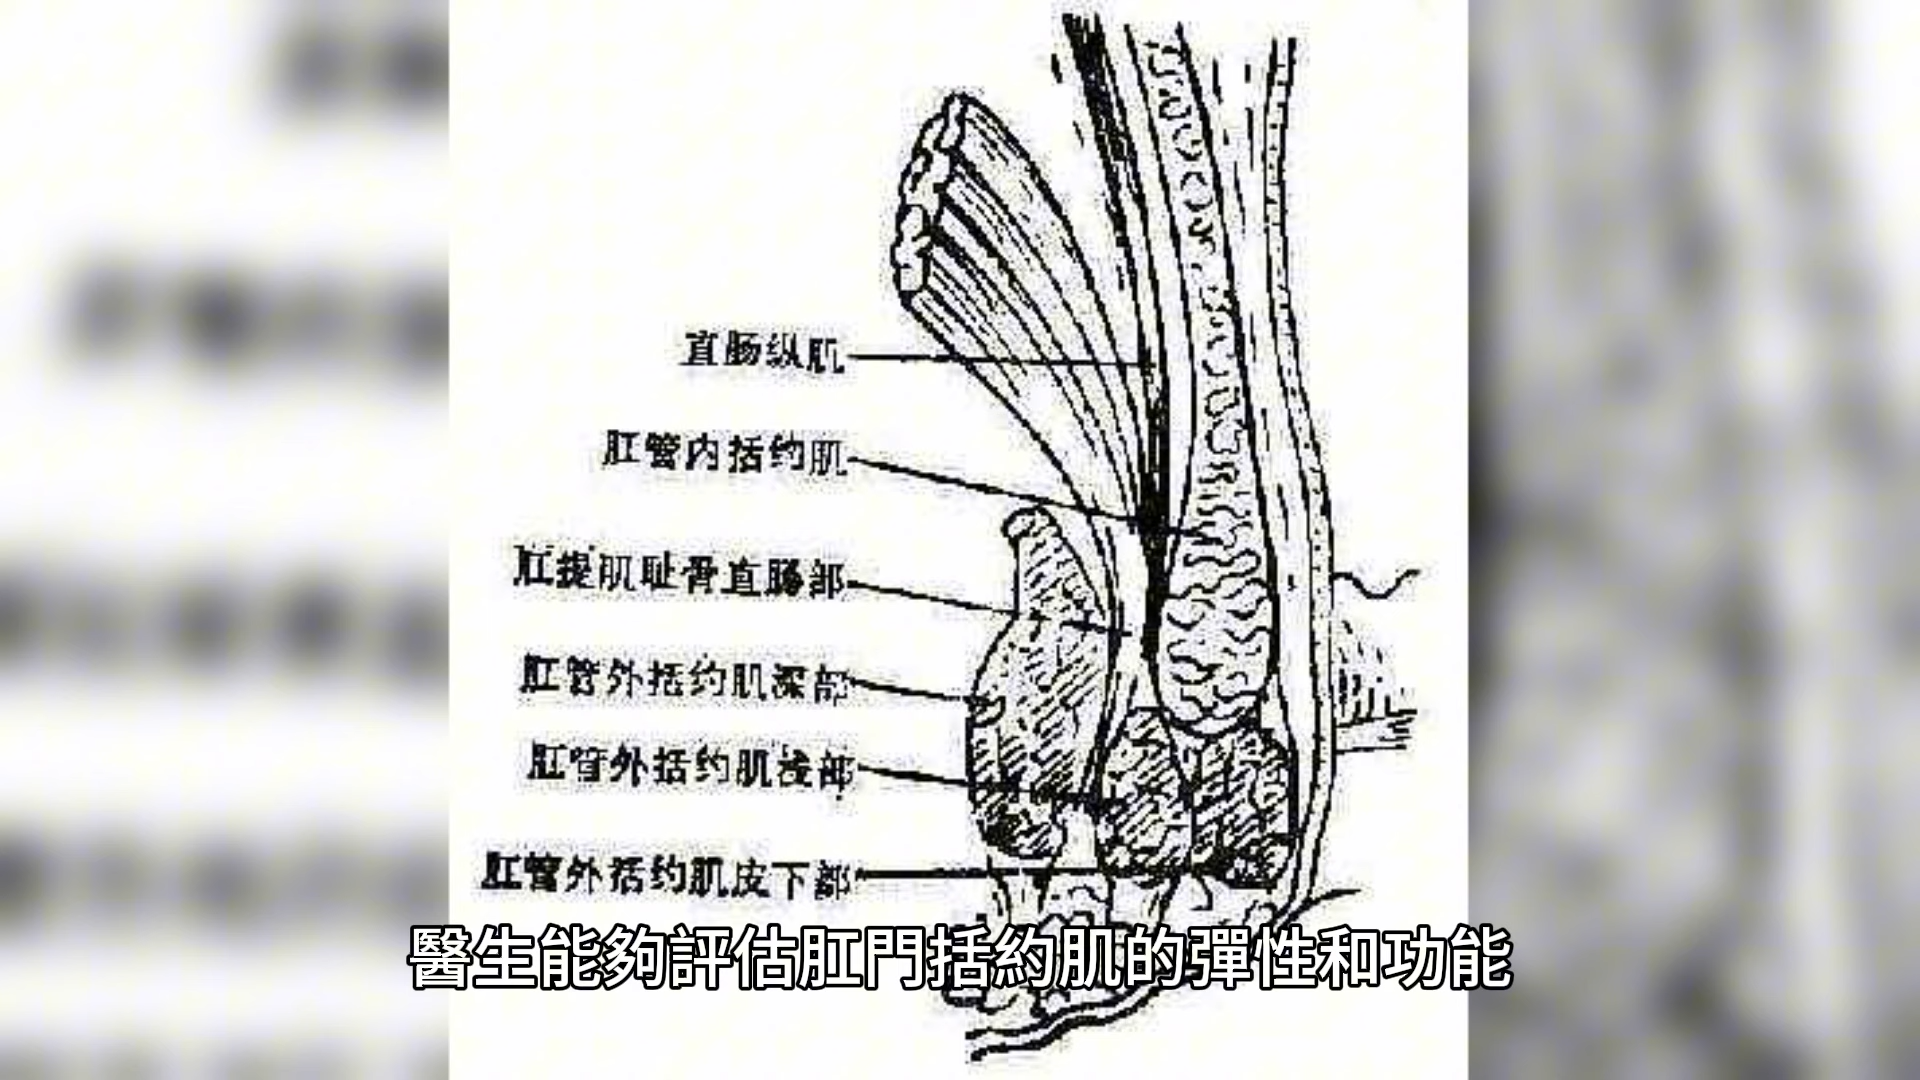 直肠纵肌
肛管内括约肌
肛提肌耻骨直肠部
肛管外括约肌深部
肛管外括约肌浅部
肛管外括约肌皮下部
醫生能夠評估肛門括約肌的彈性和功能